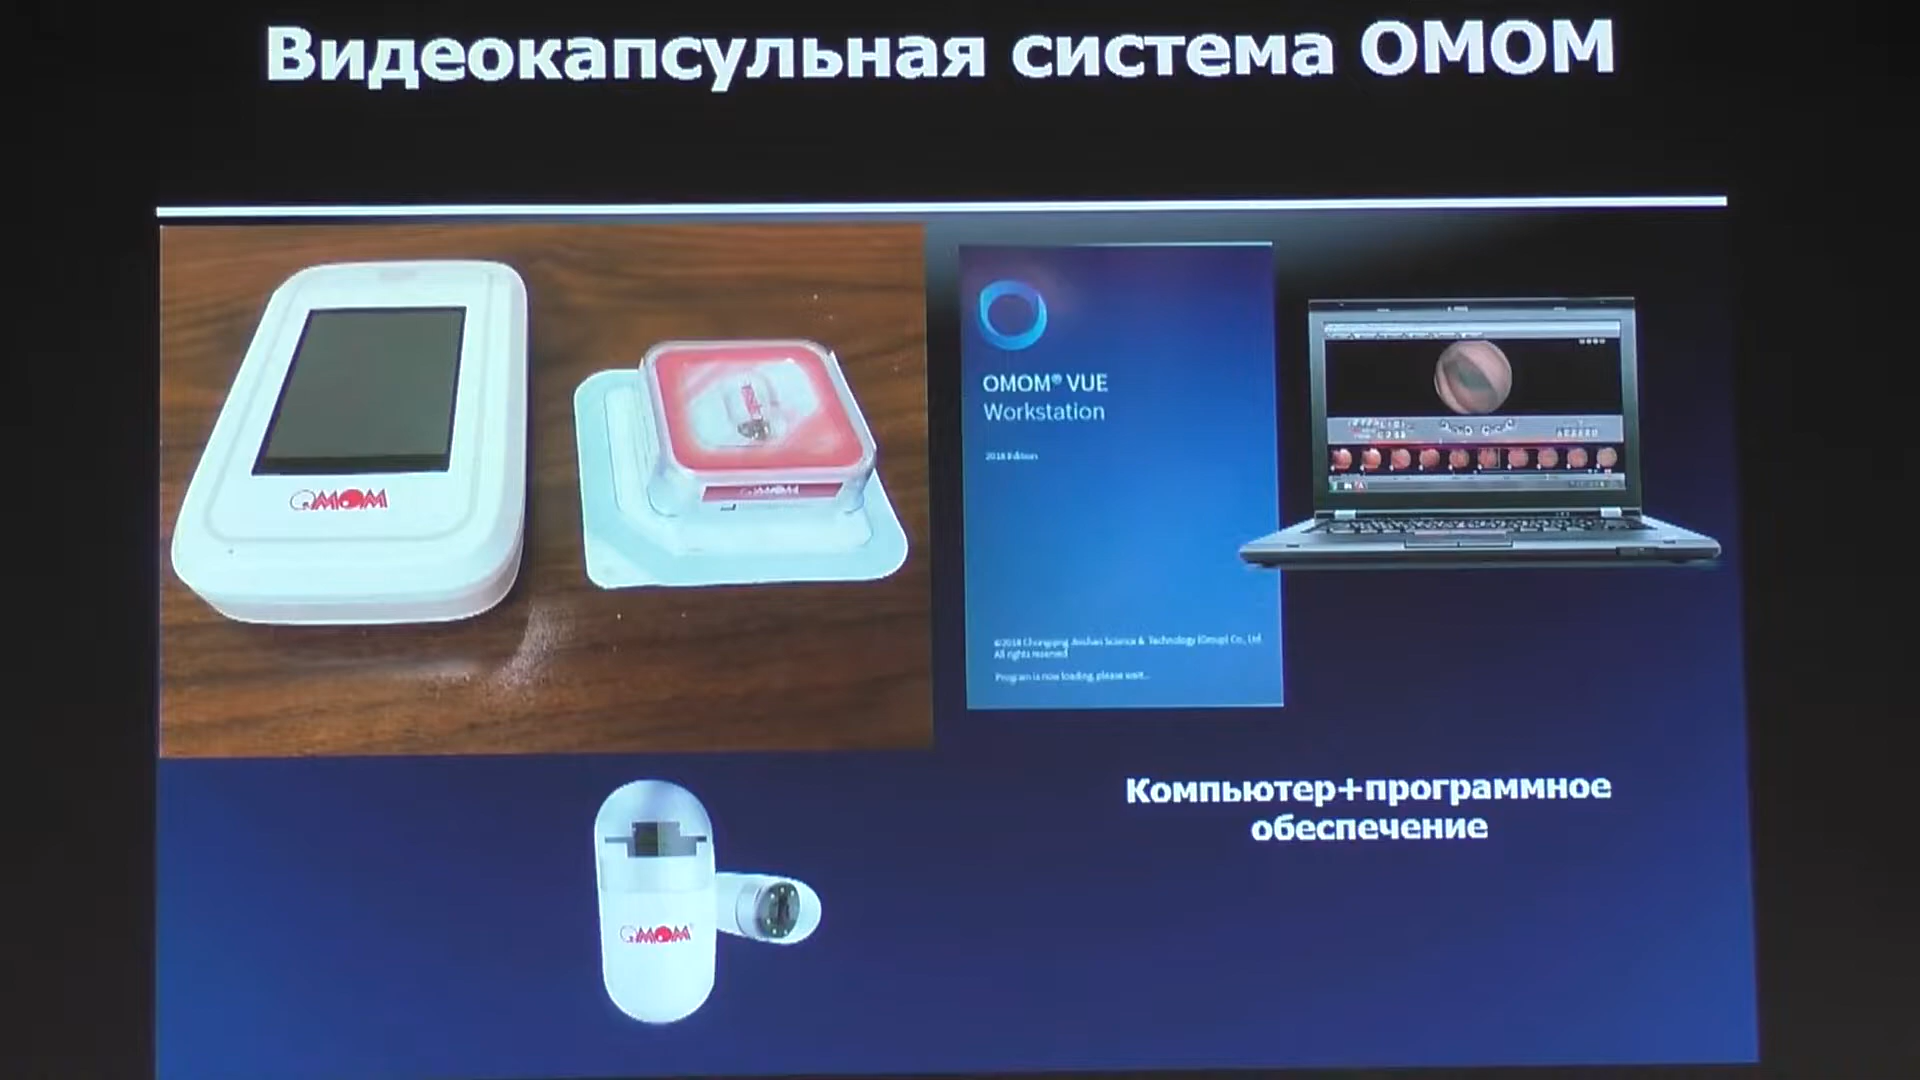 Видеокапсульная система ОМОМ
OMOM
OMOM
OMOM® VUE
Workstation
2018 Edition
©2018 Chongqing Jinshan Science & Technology (Group) Co., Ltd.
All rights reserved
Program is now loading, please wait...
Компьютер+программное
обеспечение
OMOM®